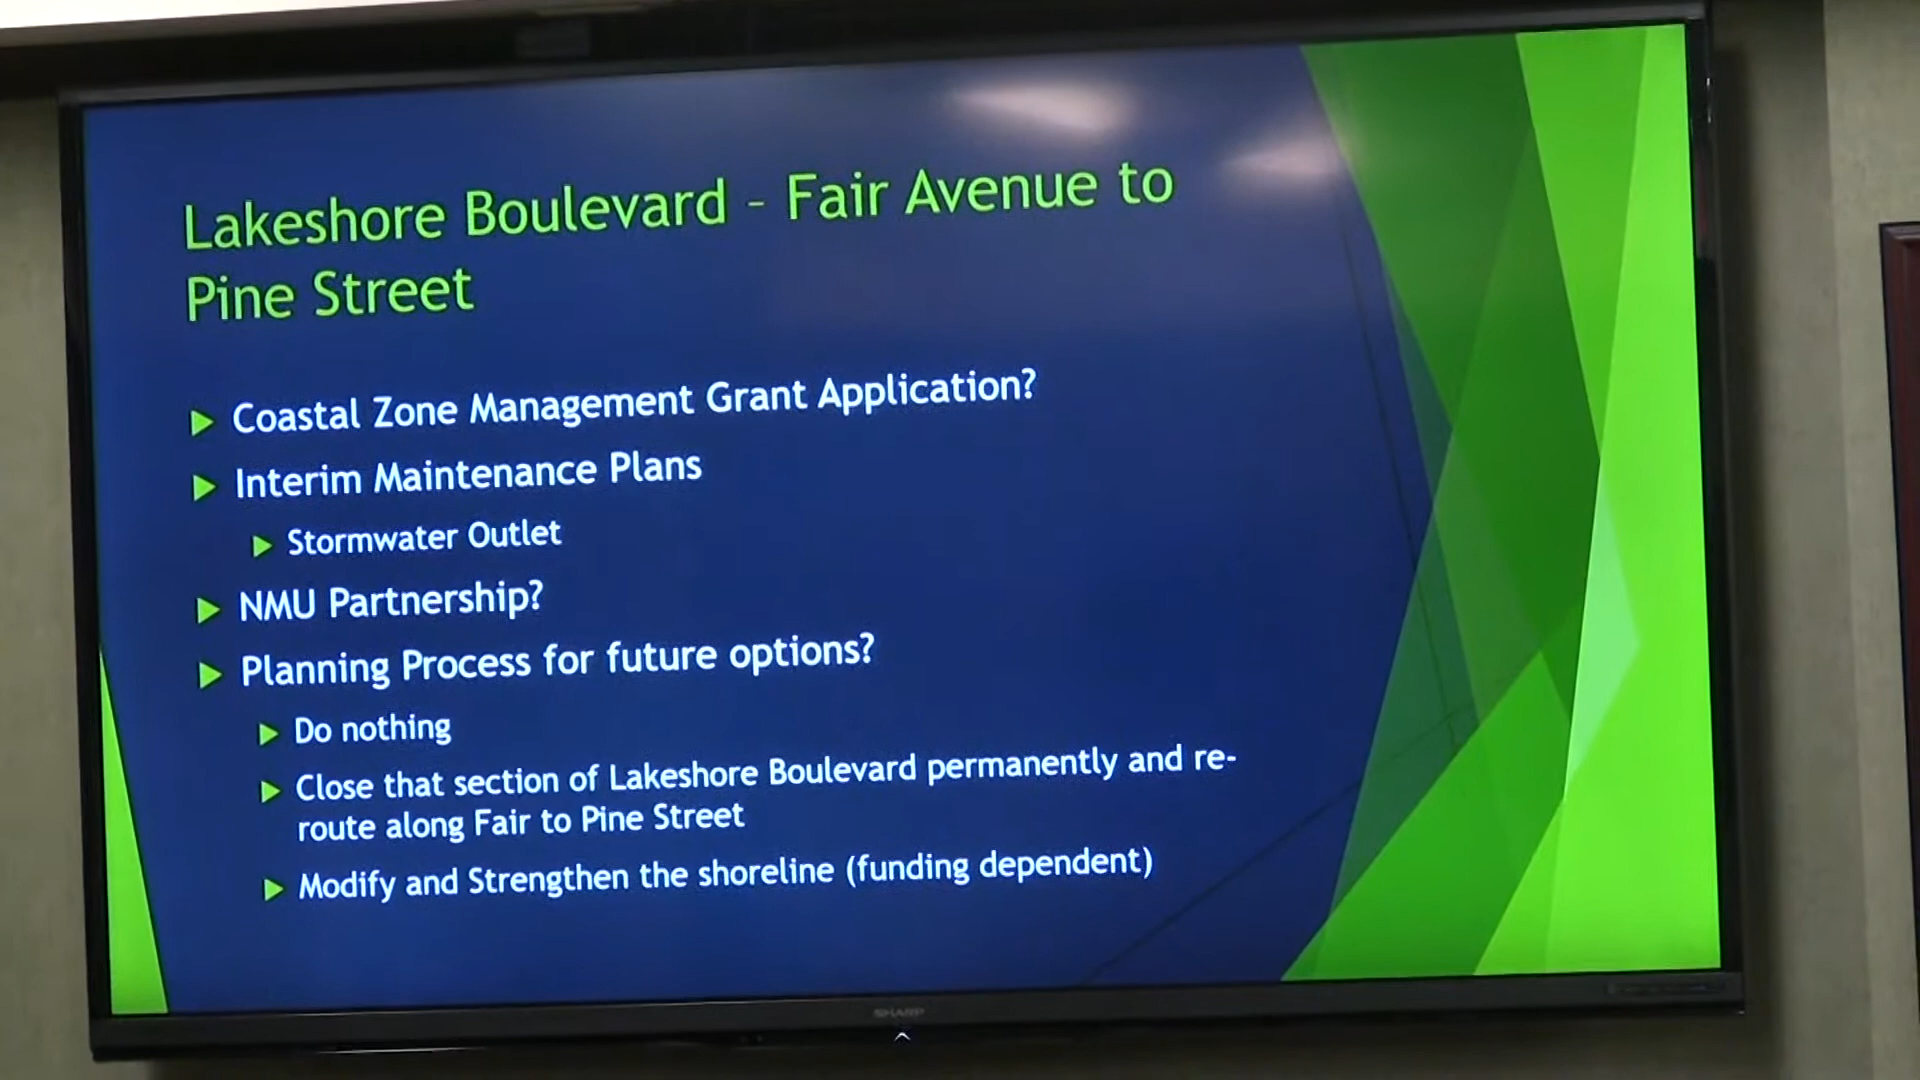 Lakeshore Boulevard – Fair Avenue to
Pine Street
Coastal Zone Management Grant Application?
Interim Maintenance Plans
Stormwater Outlet
NMU Partnership?
Planning Process for future options?
Do nothing
Close that section of Lakeshore Boulevard permanently and re-
route along Fair to Pine Street
Modify and Strengthen the shoreline (funding dependent)
SHARP